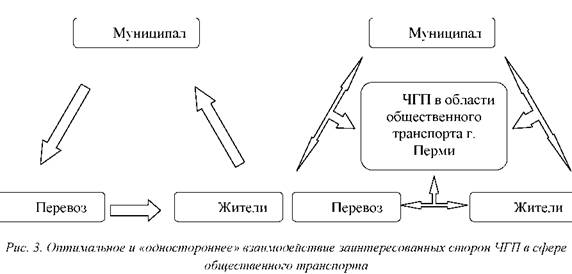 Муниципал
Муниципал
ЧГП в области
общественного
транспорта г.
Перми
Перевоз
Жители
Перевоз
Жители
Рис. 3. Оптимальное и «одностороннее» взаимодействие заинтересованных сторон ЧГП в сфере
общественного транспорта